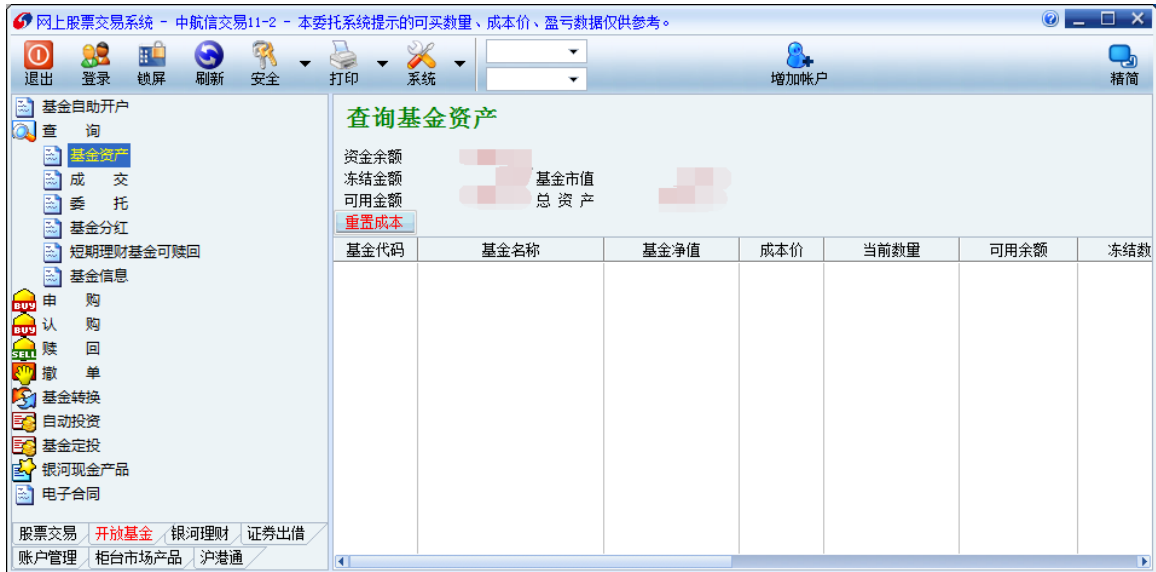 网上股票交易系统 - 中航信交易11-2 - 本委托系统提示的可买数量、成本价、盈亏数据仅供参考。
退出 登录 锁屏 刷新 安全 打印 系统 增加帐户 精简
基金自助开户
查 询
基金资产
成 交
委 托
基金分红
短期理财基金可赎回
基金信息
BUY 申 购
BUY 认 购
SELL 赎 回
撤 单
基金转换
自动投资
基金定投
银河现金产品
电子合同
股票交易 开放基金 银河理财 证券出借
账户管理 柜台市场产品 沪港通
查询基金资产
资金余额
冻结金额 基金市值
可用金额 总 资 产
重置成本
基金代码 基金名称 基金净值 成本价 当前数量 可用余额 冻结数